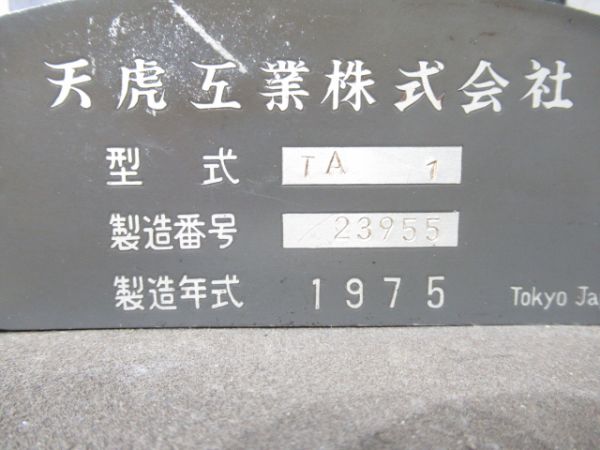 天虎工業株式会社
型式 TA 1
製造番号 23955
製造年式 1975 Tokyo Ja